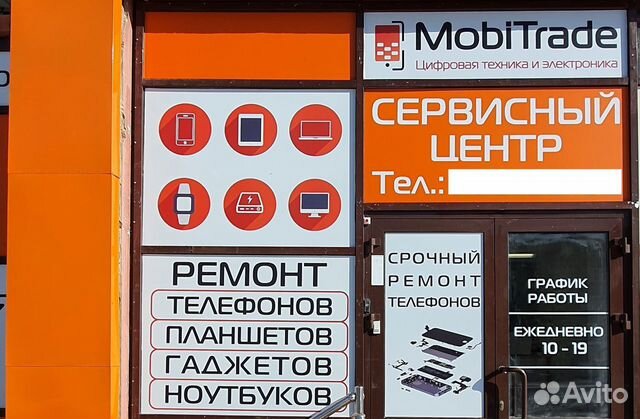 MobiTrade
Цифровая техника и электроника
СЕРВИСНЫЙ
ЦЕНТР
Тел.:
РЕМОНТ
ТЕЛЕФОНОВ
ПЛАНШЕТОВ
ГАДЖЕТОВ
НОУТБУКОВ
СРОЧНЫЙ
РЕМОНТ
ТЕЛЕФОНОВ
ГРАФИК
РАБОТЫ
ЕЖЕДНЕВНО
10 - 19
Avito